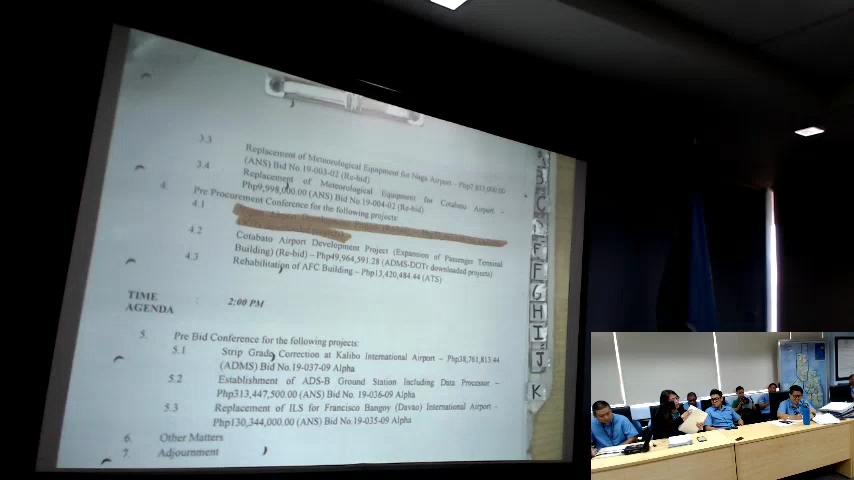 3.3 Replacement of Meteorological Equipment for Naga Airport – Php7,833,000.00
(ANS) Bid No.19-003-02 (Re-bid)
3.4 Replacement of Meteorological Equipment for Cotabato Airport –
Php9,998,000.00 (ANS) Bid No.19-004-02 (Re-bid)
4. Pre Procurement Conference for the following projects:
4.1 Airport Development Project
4.2 Cotabato Airport Development Project (Expansion of Passenger Terminal
Building) (Re-bid) – Php49,964,591.28 (ADMS-DOTr downloaded projects)
4.3 Rehabilitation of AFC Building – Php13,420,484.44 (ATS)
TIME : 2:00 PM
AGENDA
5. Pre Bid Conference for the following projects:
5.1 Strip Grade Correction at Kalibo International Airport – Php38,761,813.44
(ADMS) Bid No.19-037-09 Alpha
5.2 Establishment of ADS-B Ground Station Including Data Processor –
Php313,447,500.00 (ANS) Bid No.19-036-09 Alpha
5.3 Replacement of ILS for Francisco Bangoy (Davao) International Airport -
Php130,344,000.00 (ANS) Bid No.19-035-09 Alpha
6. Other Matters
7. Adjournment
B
C
D
E
F
G
H
I
J
K